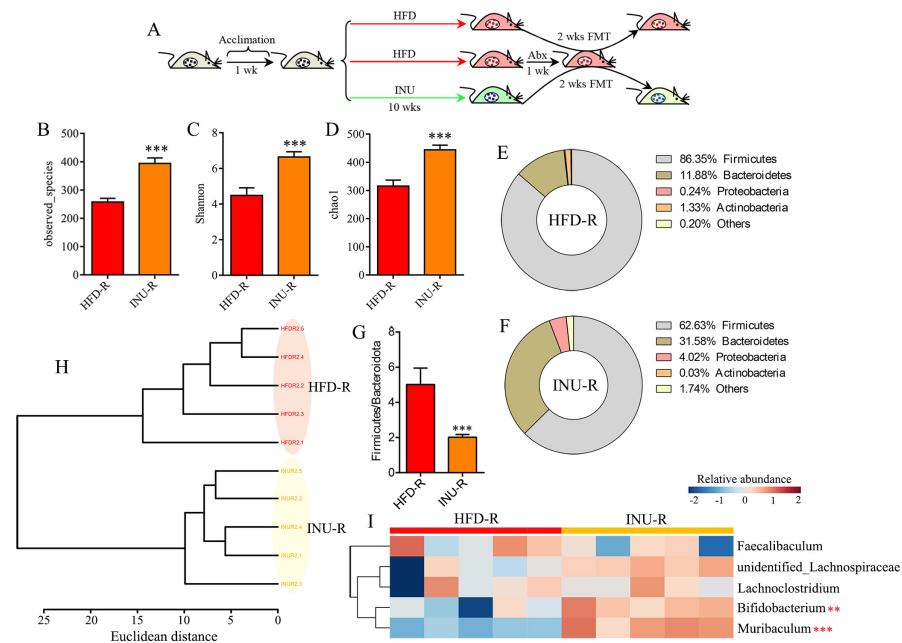 A
Acclimation
1 wk
HFD
HFD
INU
10 wks
Abx
1 wk
2 wks FMT
2 wks FMT
B
observed_species
500
400
300
200
100
0
***
HFD-R
INU-R
C
Shannon
8
6
4
2
0
***
HFD-R
INU-R
D
chao1
500
400
300
200
100
0
***
HFD-R
INU-R
E
HFD-R
86.35% Firmicutes
11.88% Bacteroidetes
0.24% Proteobacteria
1.33% Actinobacteria
0.20% Others
F
INU-R
62.63% Firmicutes
31.58% Bacteroidetes
4.02% Proteobacteria
0.03% Actinobacteria
1.74% Others
G
Firmicutes/Bacteroidota
8
6
4
2
0
***
HFD-R
INU-R
H
HFDR2.5
HFDR2.4
HFDR2.2
HFDR2.3
HFDR2.1
HFD-R
INUR2.5
INUR2.2
INUR2.4
INUR2.1
INUR2.3
INU-R
25 20 15 10 5 0
Euclidean distance
Relative abundance
-2 -1 0 1 2
I
HFD-R
INU-R
Faecalibaculum
unidentified_Lachnospiraceae
Lachnoclostridium
Bifidobacterium**
Muribaculum***